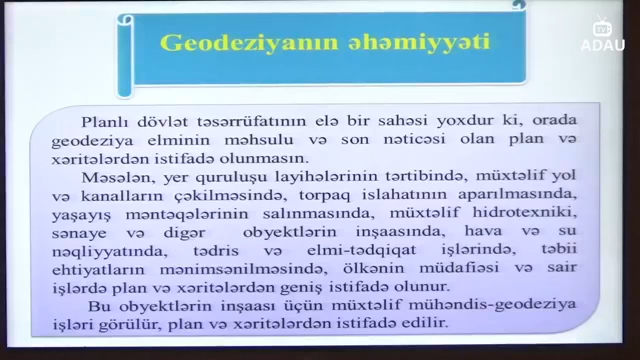 TV
ADAU
Geodeziyanın əhəmiyyəti
Planlı dövlət təsərrüfatının elə bir sahəsi yoxdur ki, orada
geodeziya elminin məhsulu və son nəticəsi olan plan və
xəritələrdən istifadə olunmasın.
Məsələn, yer quruluşu layihələrinin tərtibində, müxtəlif yol
və kanalların çəkilməsində, torpaq islahatının aparılmasında,
yaşayış məntəqələrinin salınmasında, müxtəlif hidrotexniki,
sənaye və digər obyektlərin inşaasında, hava və su
nəqliyyatında, tədris və elmi-tədqiqat işlərində, təbii
ehtiyatların mənimsənilməsində, ölkənin müdafiəsi və sair
işlərdə plan və xəritələrdən geniş istifadə olunur.
Bu obyektlərin inşaası üçün müxtəlif mühəndis-geodeziya
işləri görülür, plan və xəritələrdən istifadə edilir.